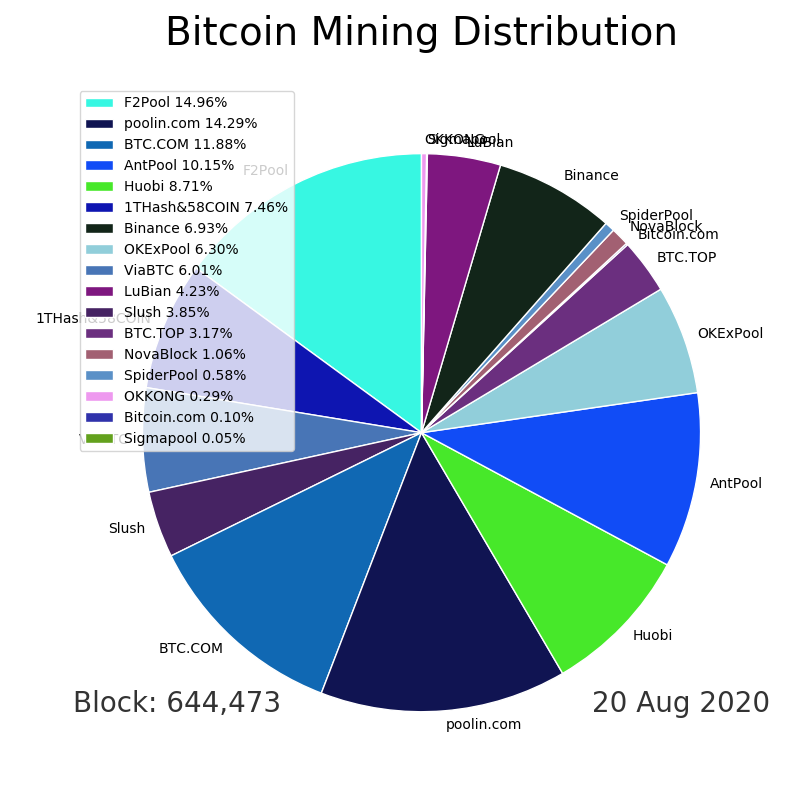 Bitcoin Mining Distribution
F2Pool 14.96%
poolin.com 14.29%
BTC.COM 11.88%
AntPool 10.15%
Huobi 8.71%
1THash&58COIN 7.46%
Binance 6.93%
OKExPool 6.30%
ViaBTC 6.01%
LuBian 4.23%
Slush 3.85%
BTC.TOP 3.17%
NovaBlock 1.06%
SpiderPool 0.58%
OKKONG 0.29%
Bitcoin.com 0.10%
Sigmapool 0.05%
OKKONG
Sigmapool
LuBian
Binance
SpiderPool
NovaBlock
Bitcoin.com
BTC.TOP
OKExPool
AntPool
Huobi
poolin.com
BTC.COM
Slush
1THash&58COIN
F2Pool
Block: 644,473
20 Aug 2020